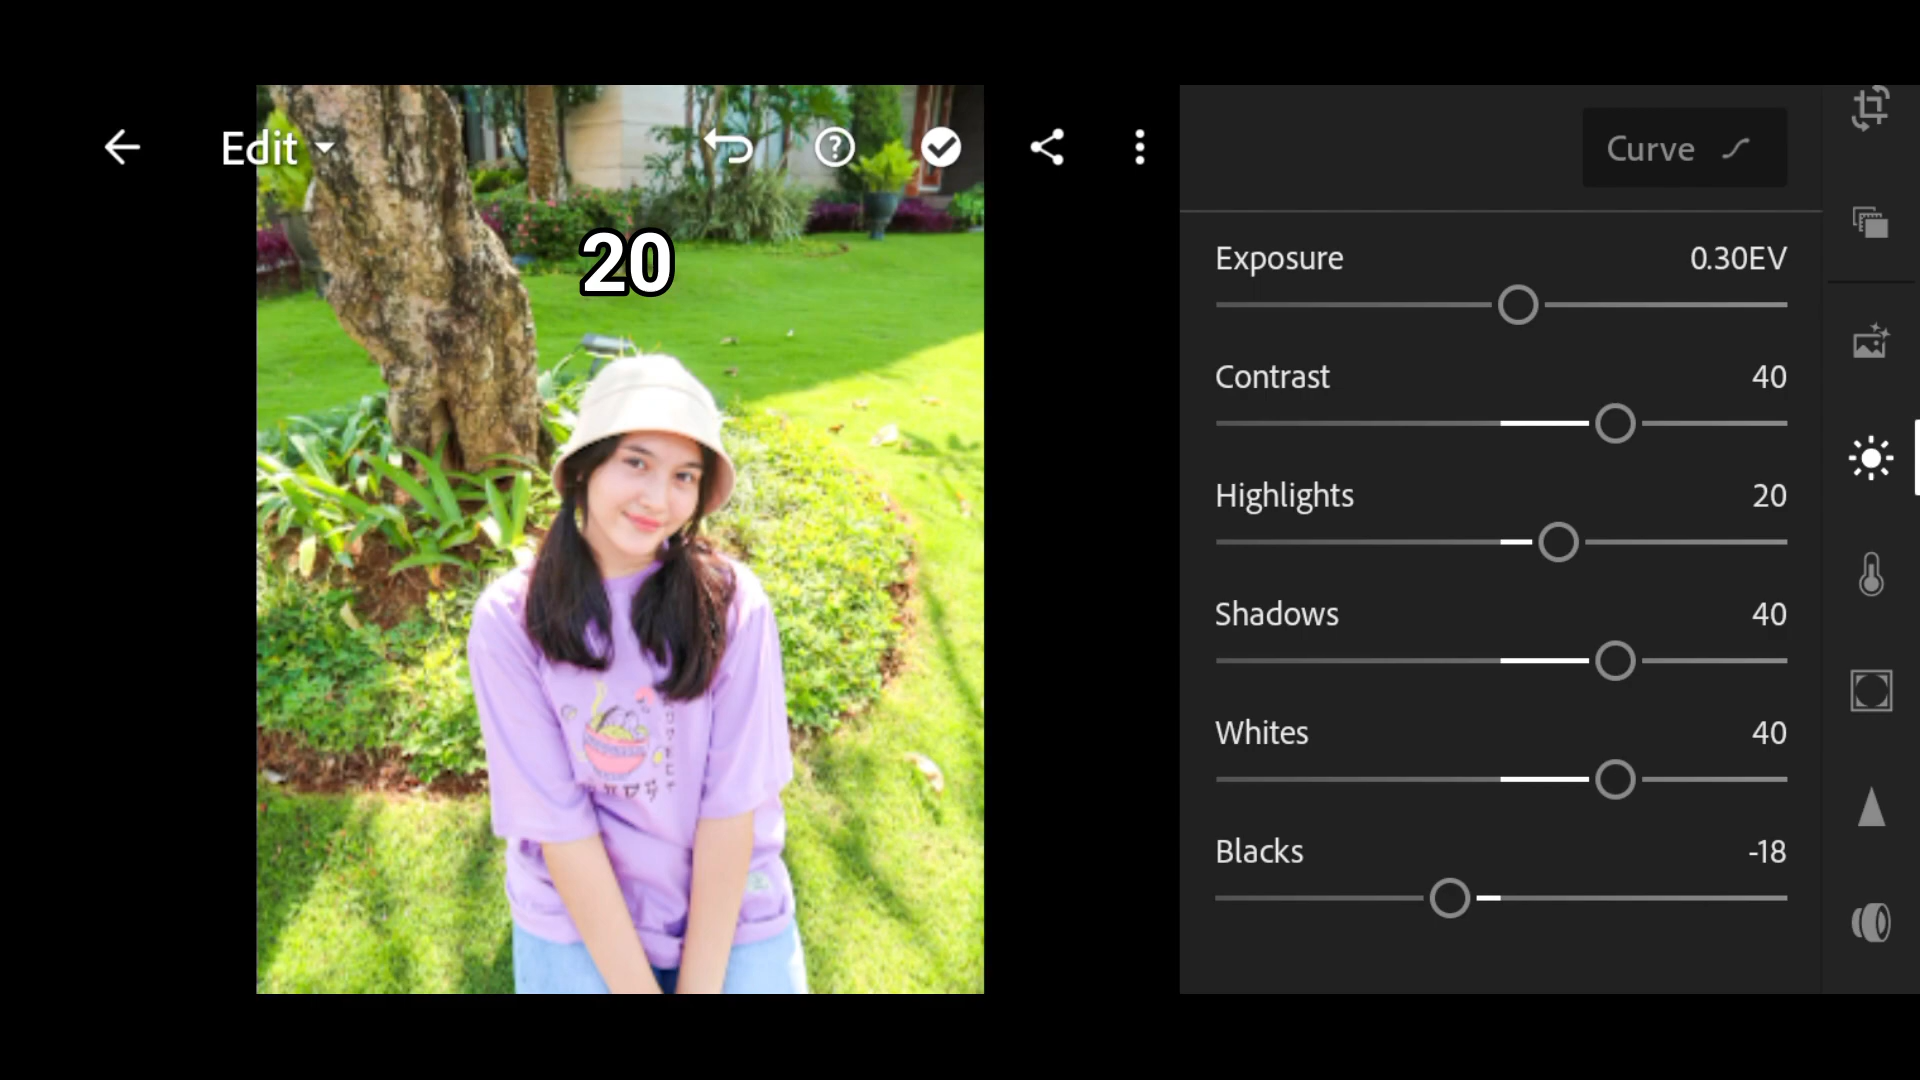 Edit
20
Curve
Exposure 0.30EV
Contrast 40
Highlights 20
Shadows 40
Whites 40
Blacks -18